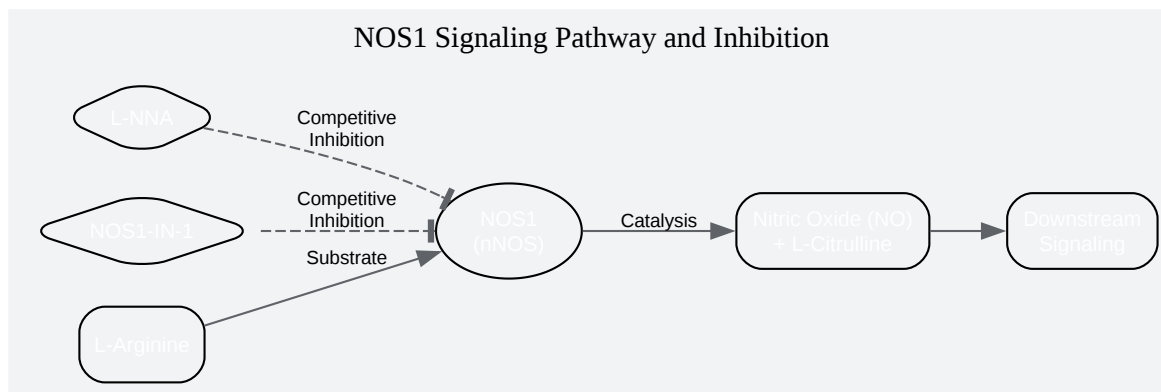 NOS1 Signaling Pathway and Inhibition
L-NNA
Competitive
Inhibition
NOS1-IN-1
Competitive
Inhibition
Substrate
L-Arginine
NOS1
(nNOS)
Catalysis
Nitric Oxide (NO)
+ L-Citrulline
Downstream
Signaling